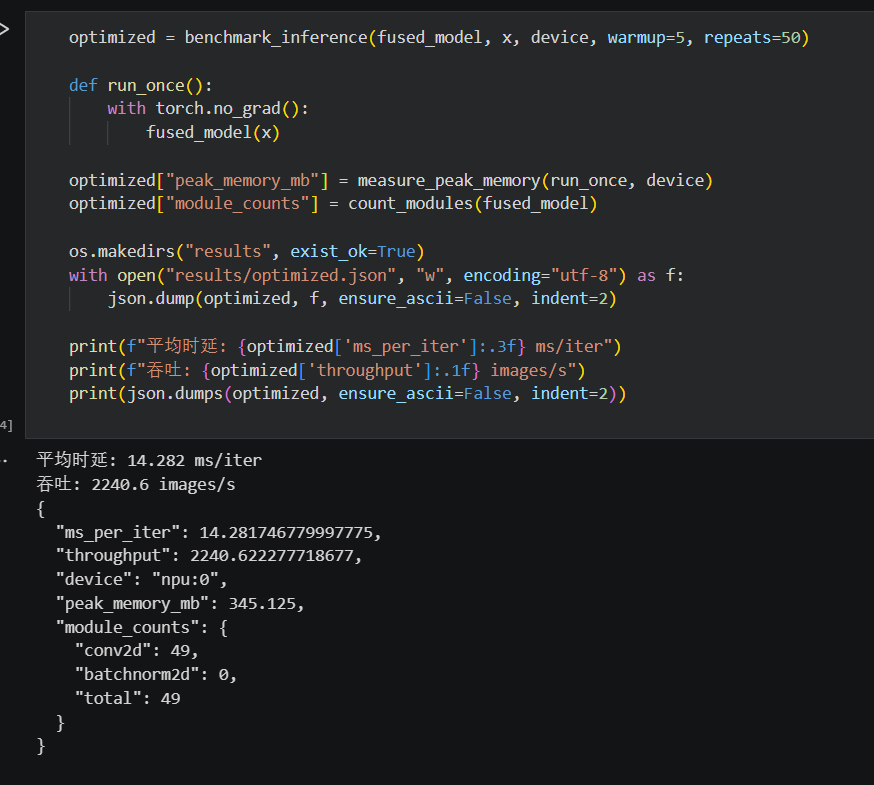 optimized = benchmark_inference(fused_model, x, device, warmup=5, repeats=50)
def run_once():
    with torch.no_grad():
        fused_model(x)
optimized["peak_memory_mb"] = measure_peak_memory(run_once, device)
optimized["module_counts"] = count_modules(fused_model)
os.makedirs("results", exist_ok=True)
with open("results/optimized.json", "w", encoding="utf-8") as f:
    json.dump(optimized, f, ensure_ascii=False, indent=2)
print(f"平均时延: {optimized['ms_per_iter']:.3f} ms/iter")
print(f"吞吐: {optimized['throughput']:.1f} images/s")
print(json.dumps(optimized, ensure_ascii=False, indent=2))
4]
平均时延: 14.282 ms/iter
吞吐: 2240.6 images/s
{
  "ms_per_iter": 14.281746779997775,
  "throughput": 2240.622277718677,
  "device": "npu:0",
  "peak_memory_mb": 345.125,
  "module_counts": {
    "conv2d": 49,
    "batchnorm2d": 0,
    "total": 49
  }
}